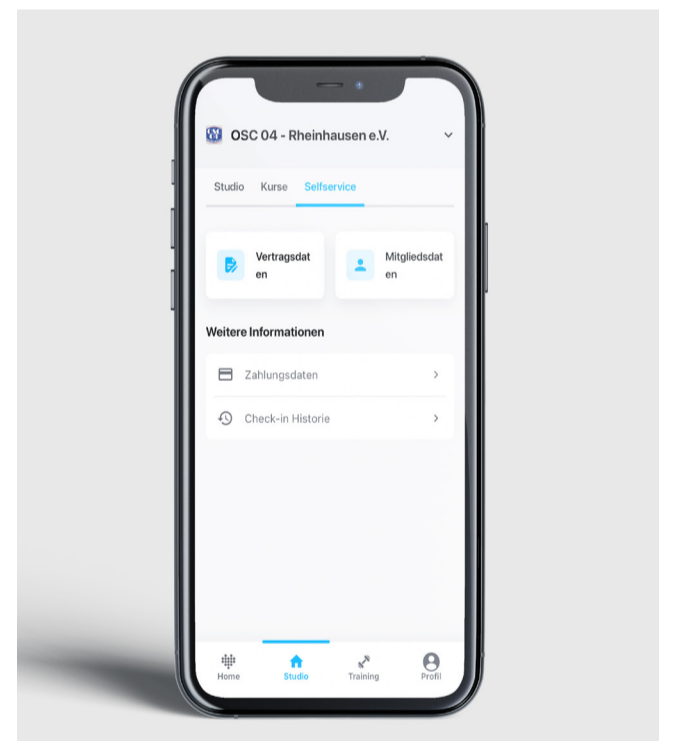 OSC 04 - Rheinhausen e.V.
Studio Kurse Selfservice
Vertragsdat
en
Mitgliedsdat
en
Weitere Informationen
Zahlungsdaten
Check-in Historie
Home Studio Training Profil